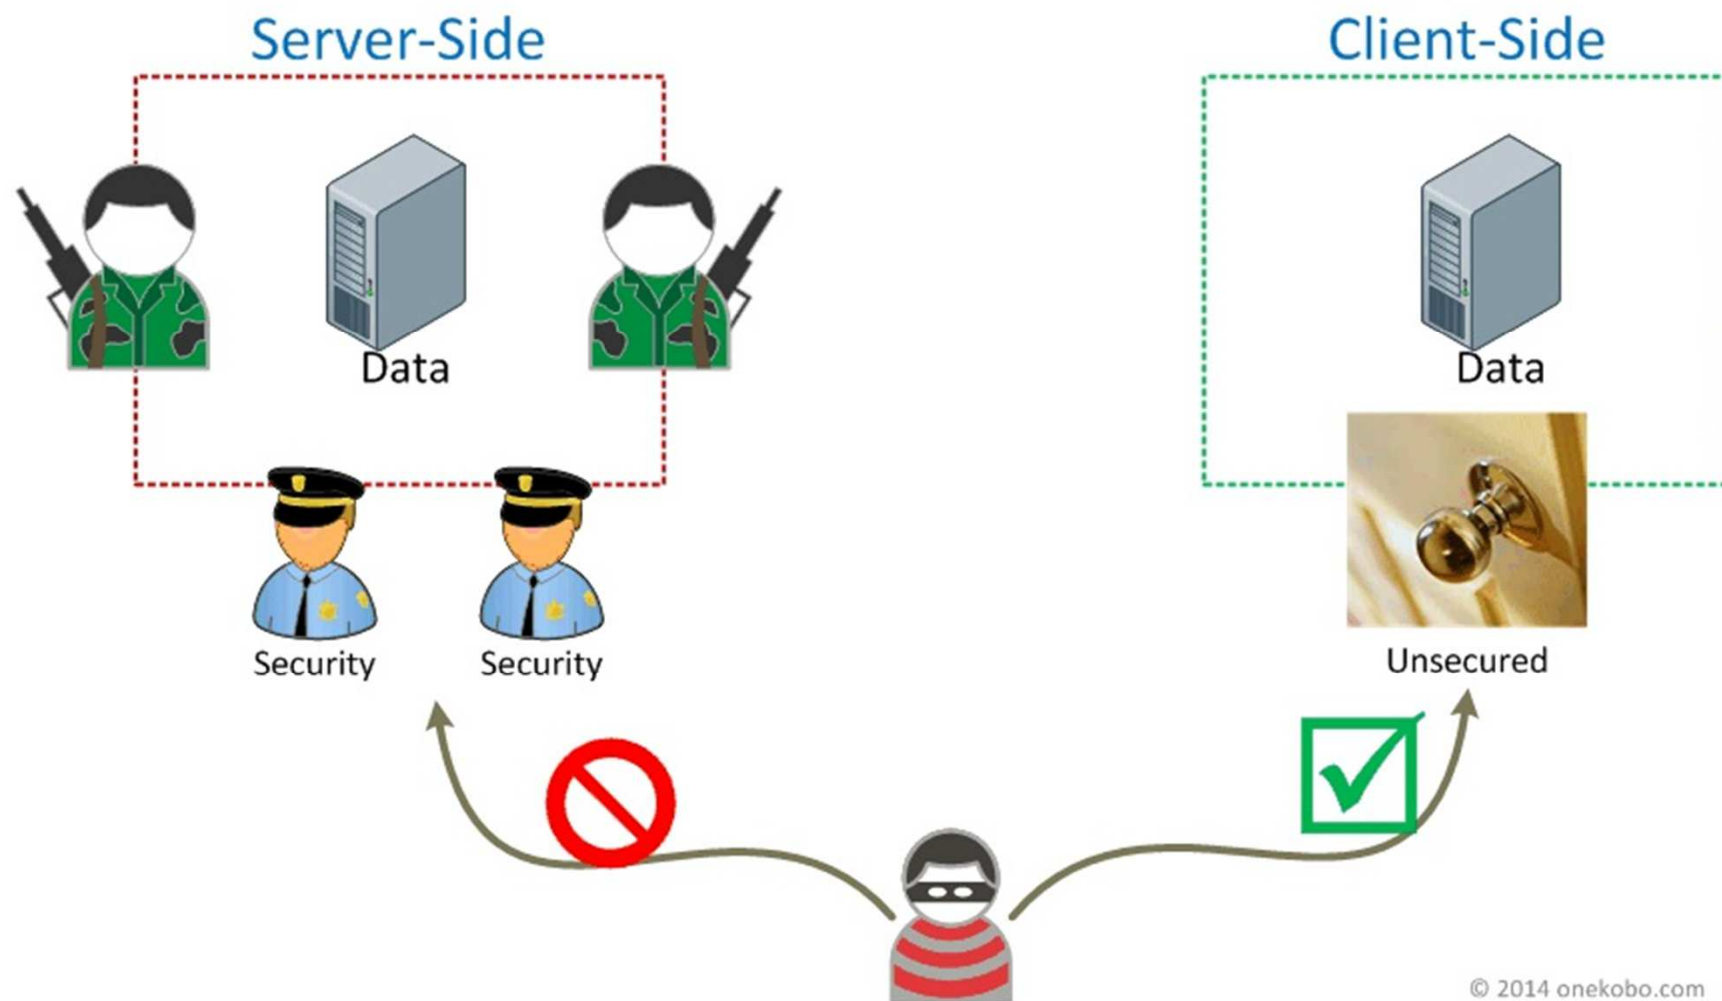 Server-Side
Client-Side
Data
Data
Security
Security
Unsecured
© 2014 onekobo.com